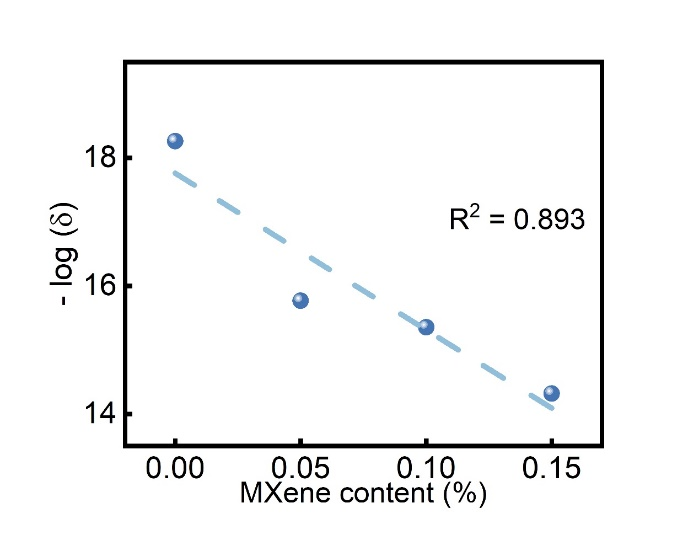 18
16
14
- log (δ)
R² = 0.893
0.00 0.05 0.10 0.15
MXene content (%)